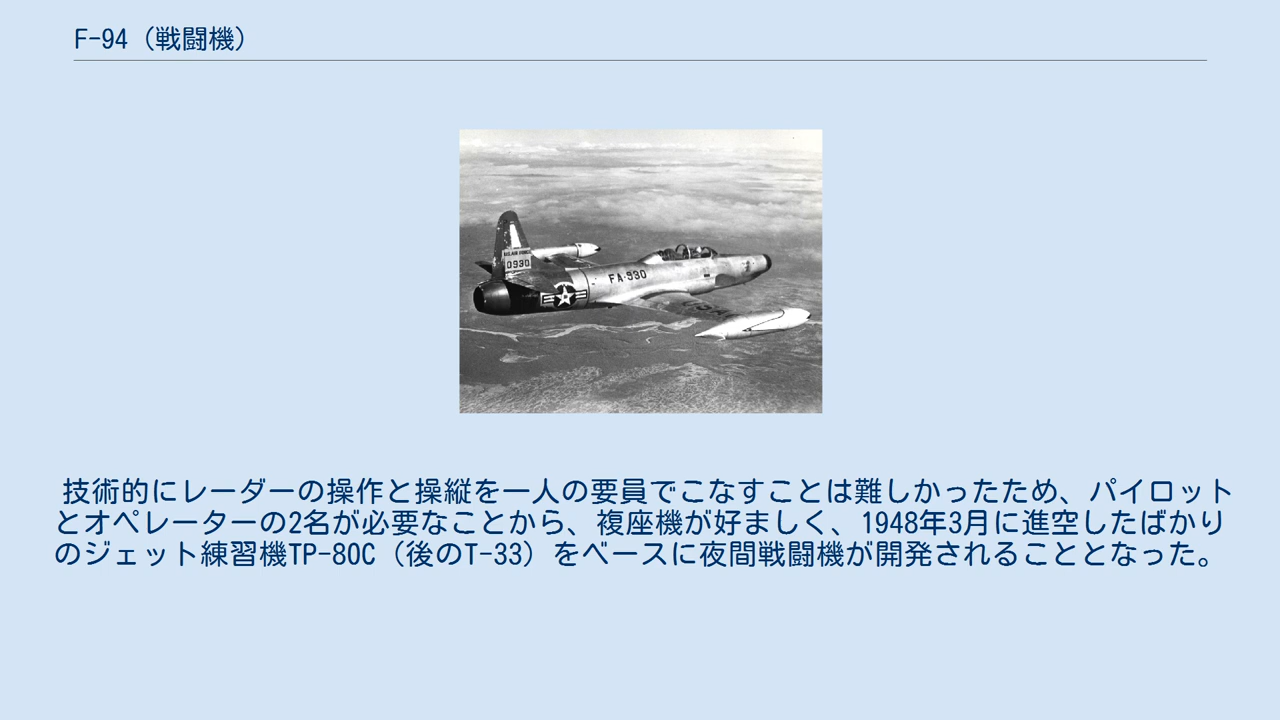 F-94（戦闘機）
U.S. AIR FORCE
0930
FA-930
USAF
技術的にレーダーの操作と操縦を一人の要員でこなすことは難しかったため、パイロット
とオペレーターの2名が必要なことから、複座機が好ましく、1948年3月に進空したばかり
のジェット練習機TP-80C（後のT-33）をベースに夜間戦闘機が開発されることとなった。